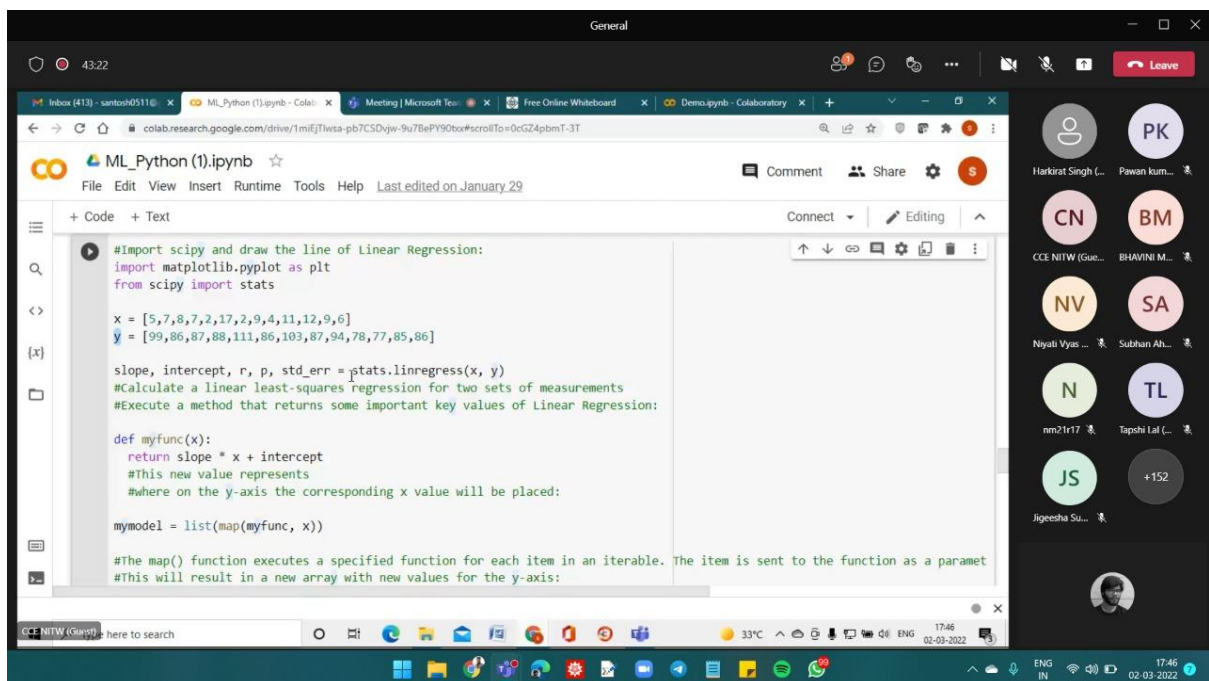 General
43:22
Leave
Inbox (413) - santosh0511@
ML_Python (1).ipynb - Colab
Meeting | Microsoft Tea
Free Online Whiteboard
Demo.ipynb - Colaboratory
colab.research.google.com/drive/1miEjTlwsa-pb7CSDvjw-9u7BePY90txr#scrollTo=0cGZ4pbmT-3T
ML_Python (1).ipynb
File Edit View Insert Runtime Tools Help Last edited on January 29
Comment Share
S
+ Code + Text
Connect Editing
#Import scipy and draw the line of Linear Regression:
import matplotlib.pyplot as plt
from scipy import stats
x = [5,7,8,7,2,17,2,9,4,11,12,9,6]
y = [99,86,87,88,111,86,103,87,94,78,77,85,86]
slope, intercept, r, p, std_err = stats.linregress(x, y)
#Calculate a linear least-squares regression for two sets of measurements
#Execute a method that returns some important key values of Linear Regression:
def myfunc(x):
return slope * x + intercept
#This new value represents
#where on the y-axis the corresponding x value will be placed:
mymodel = list(map(myfunc, x))
#The map() function executes a specified function for each item in an iterable. The item is sent to the function as a paramet
#This will result in a new array with new values for the y-axis:
{x}
PK
Harkirat Singh (...
Pawan kum...
CN
BM
CCE NITW (Gue...
BHAVINI M...
NV
SA
Niyati Vyas ...
Subhan Ah...
N
TL
nm21r17
Tapshi Lal (...
JS
+152
Jigeesha Su...
CCE NITW (Guest)
here to search
33°C
ENG
17:46
02-03-2022
3
99
ENG
IN
17:46
02-03-2022
7